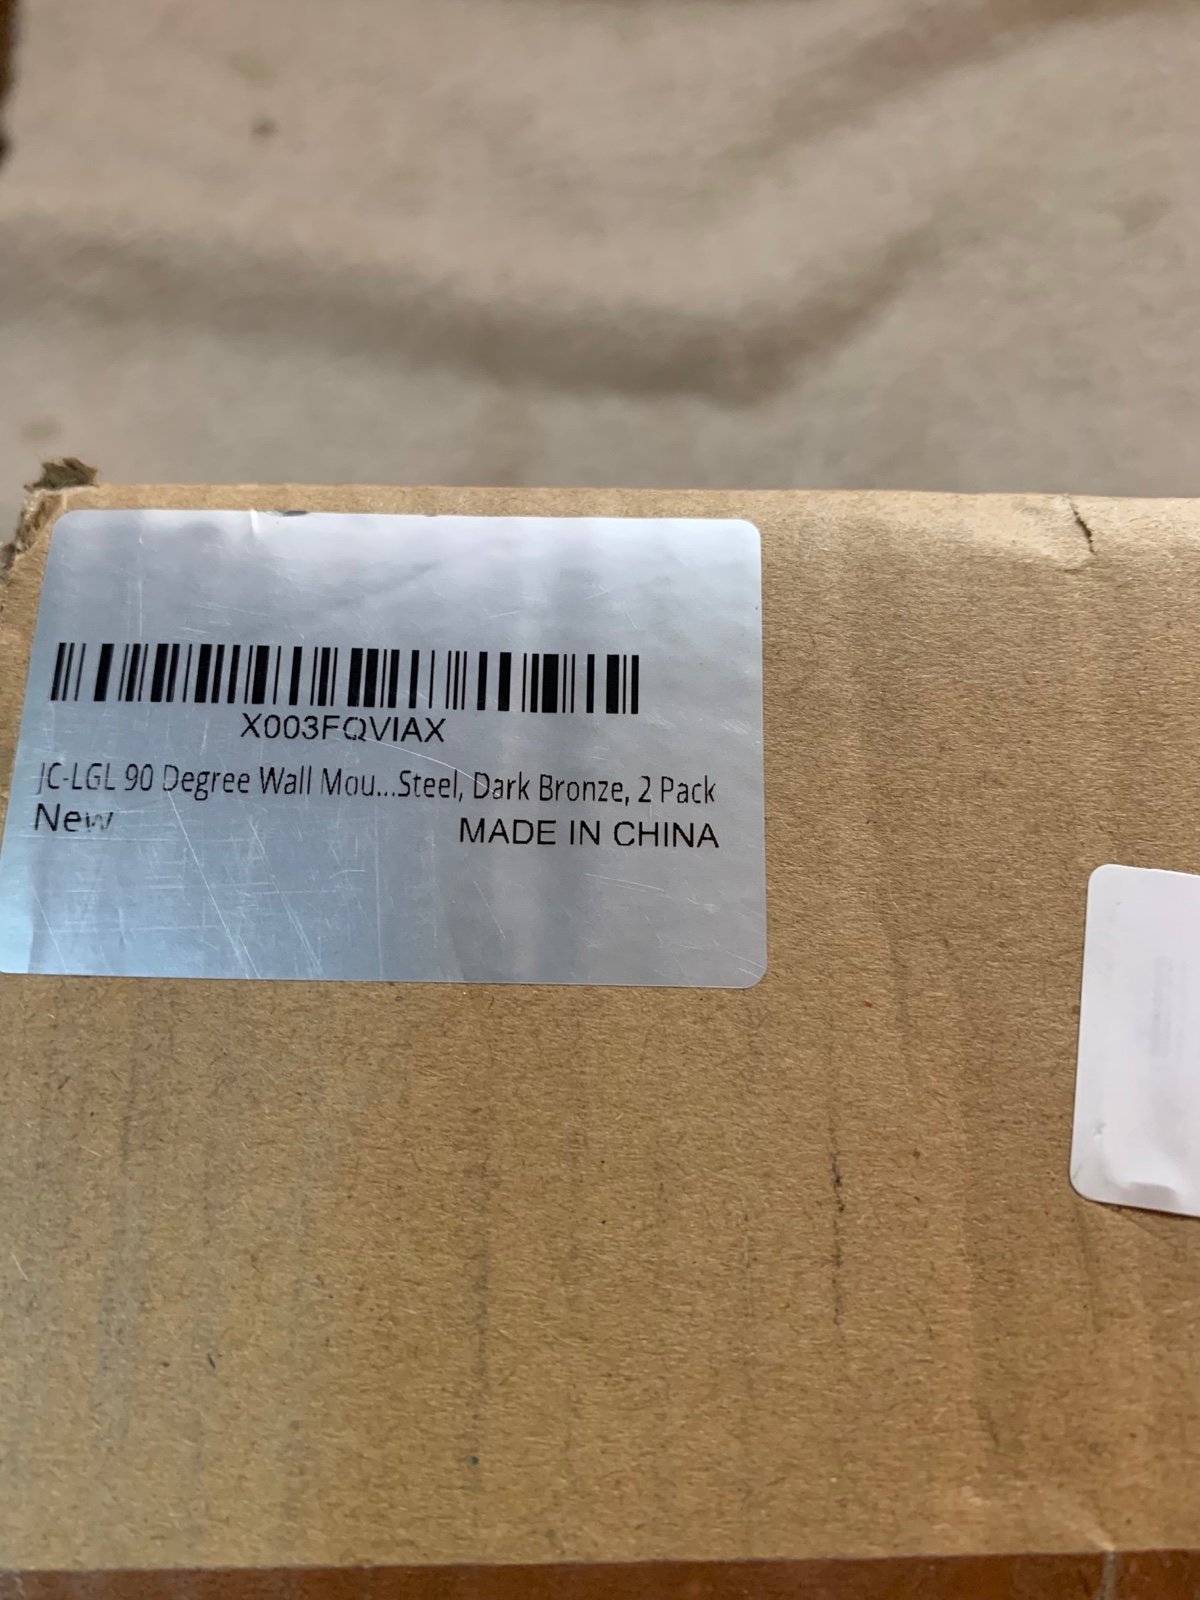 X003FQVIAX
JC-LGL 90 Degree Wall Mou...Steel, Dark Bronze, 2 Pack
New
MADE IN CHINA